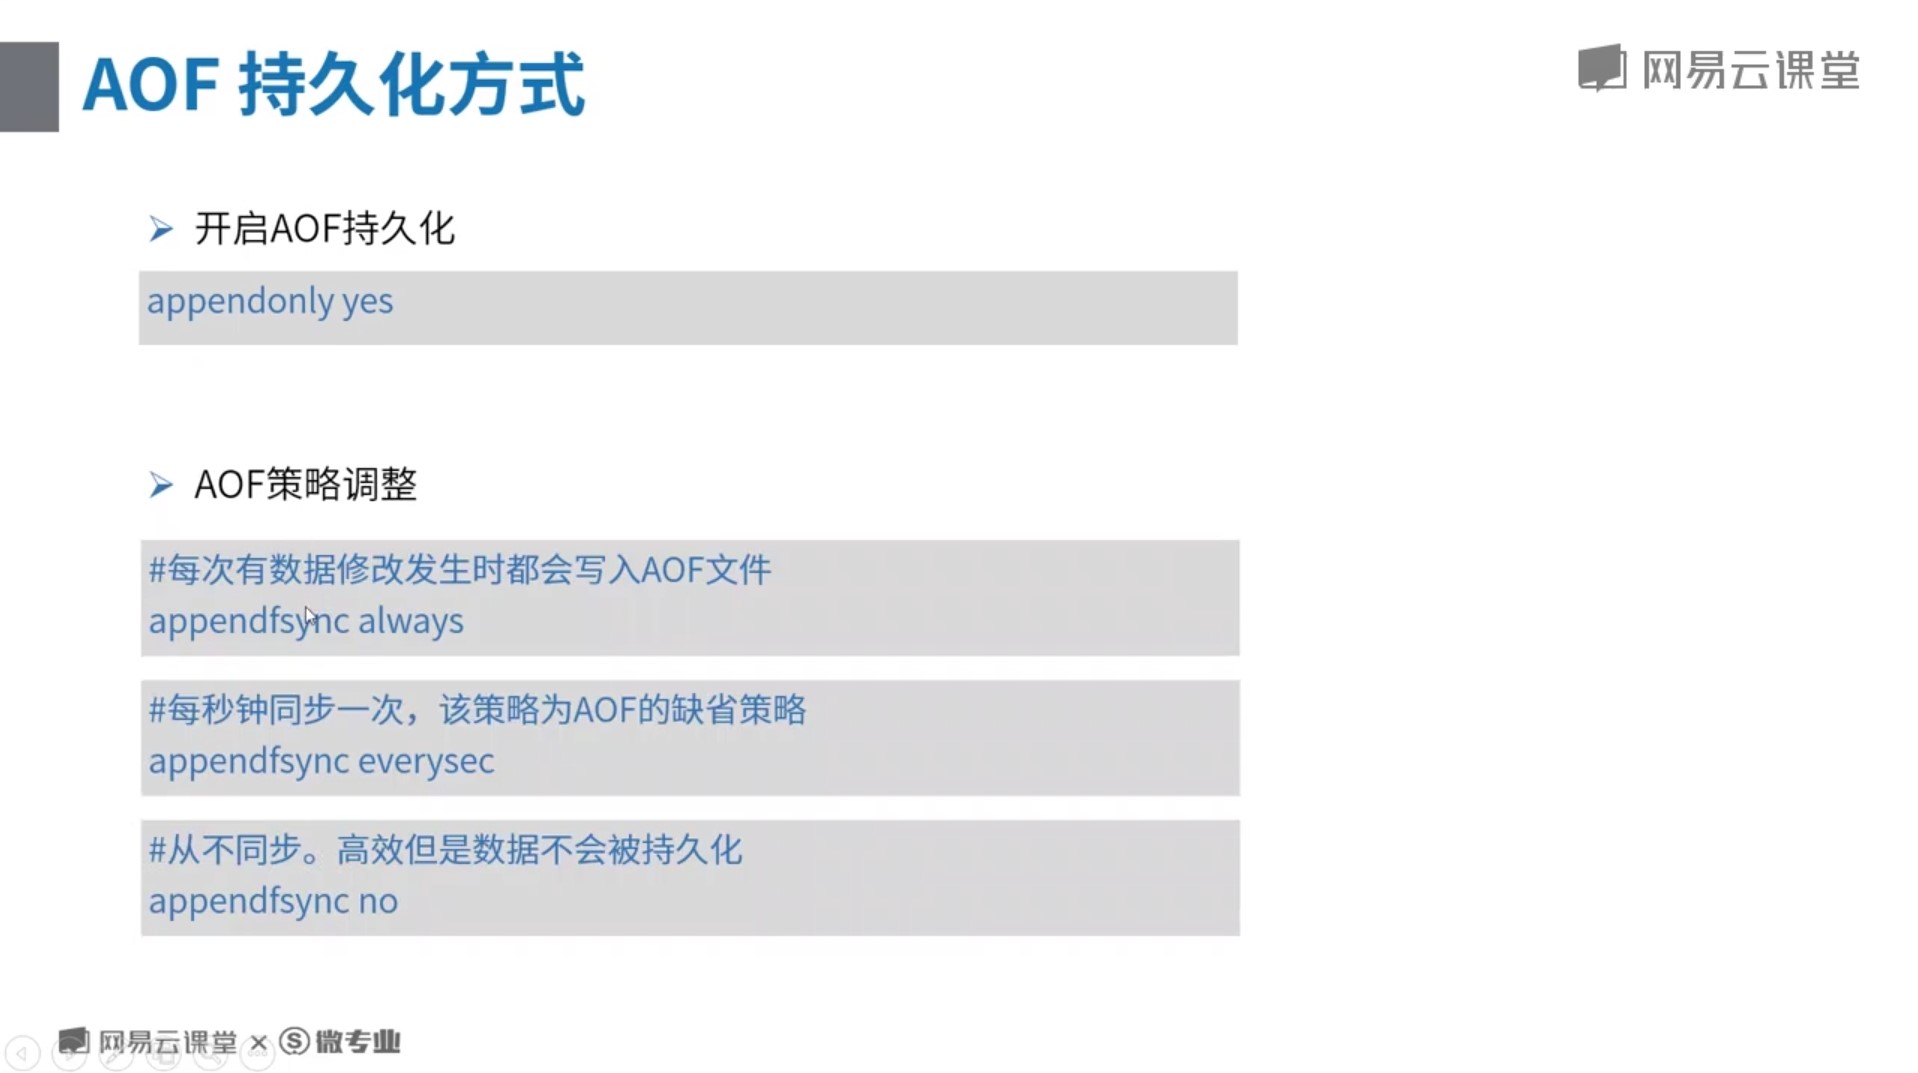 AOF 持久化方式
网易云课堂
开启AOF持久化
appendonly yes
AOF策略调整
#每次有数据修改发生时都会写入AOF文件
appendfsync always
#每秒钟同步一次，该策略为AOF的缺省策略
appendfsync everysec
#从不同步。高效但是数据不会被持久化
appendfsync no
网易云课堂 × 微专业